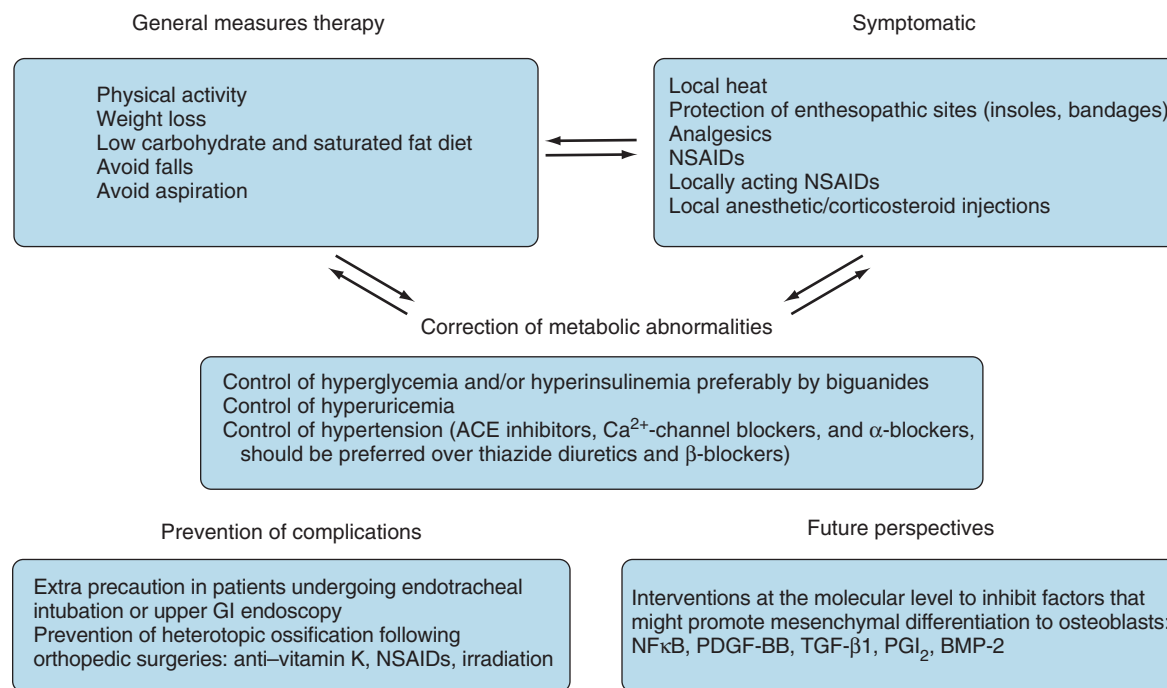 General measures therapy
Physical activity
Weight loss
Low carbohydrate and saturated fat diet
Avoid falls
Avoid aspiration
Symptomatic
Local heat
Protection of enthesopathic sites (insoles, bandages)
Analgesics
NSAIDs
Locally acting NSAIDs
Local anesthetic/corticosteroid injections
Correction of metabolic abnormalities
Control of hyperglycemia and/or hyperinsulinemia preferably by biguanides
Control of hyperuricemia
Control of hypertension (ACE inhibitors, Ca²⁺-channel blockers, and α-blockers,
should be preferred over thiazide diuretics and β-blockers)
Prevention of complications
Extra precaution in patients undergoing endotracheal
intubation or upper GI endoscopy
Prevention of heterotopic ossification following
orthopedic surgeries: anti–vitamin K, NSAIDs, irradiation
Future perspectives
Interventions at the molecular level to inhibit factors that
might promote mesenchymal differentiation to osteoblasts:
NFκB, PDGF-BB, TGF-β1, PGI₂, BMP-2